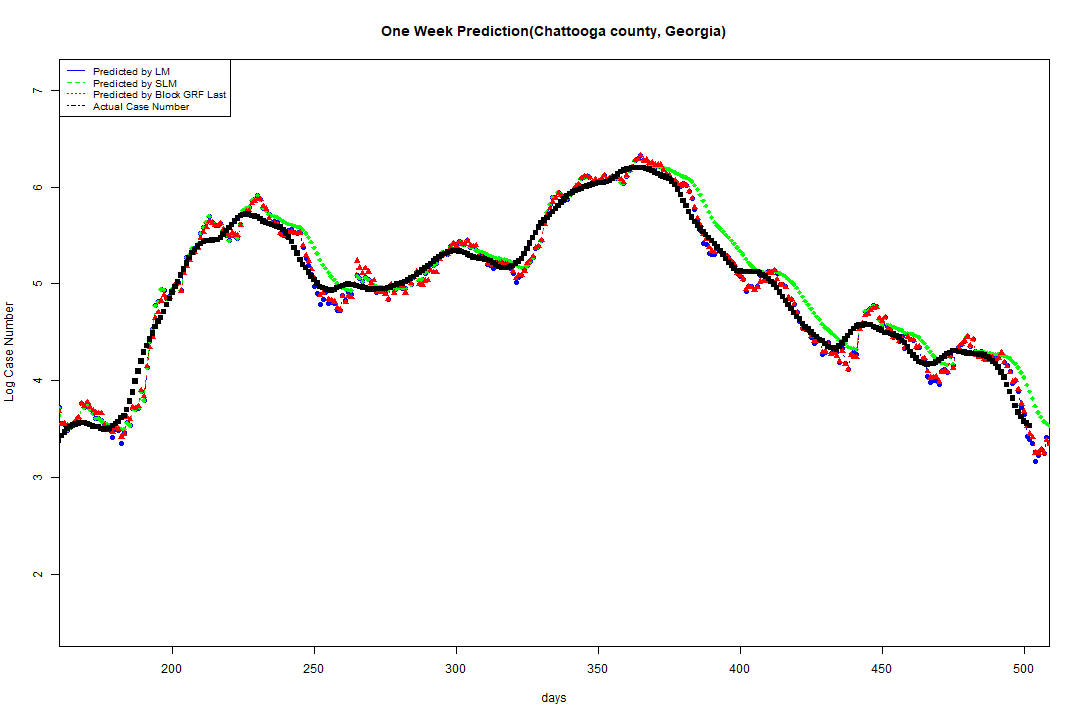 One Week Prediction(Chattooga county, Georgia)
Predicted by LM
Predicted by SLM
Predicted by Block GRF Last
Actual Case Number
7
6
5
4
3
2
Log Case Number
200 250 300 350 400 450 500
days